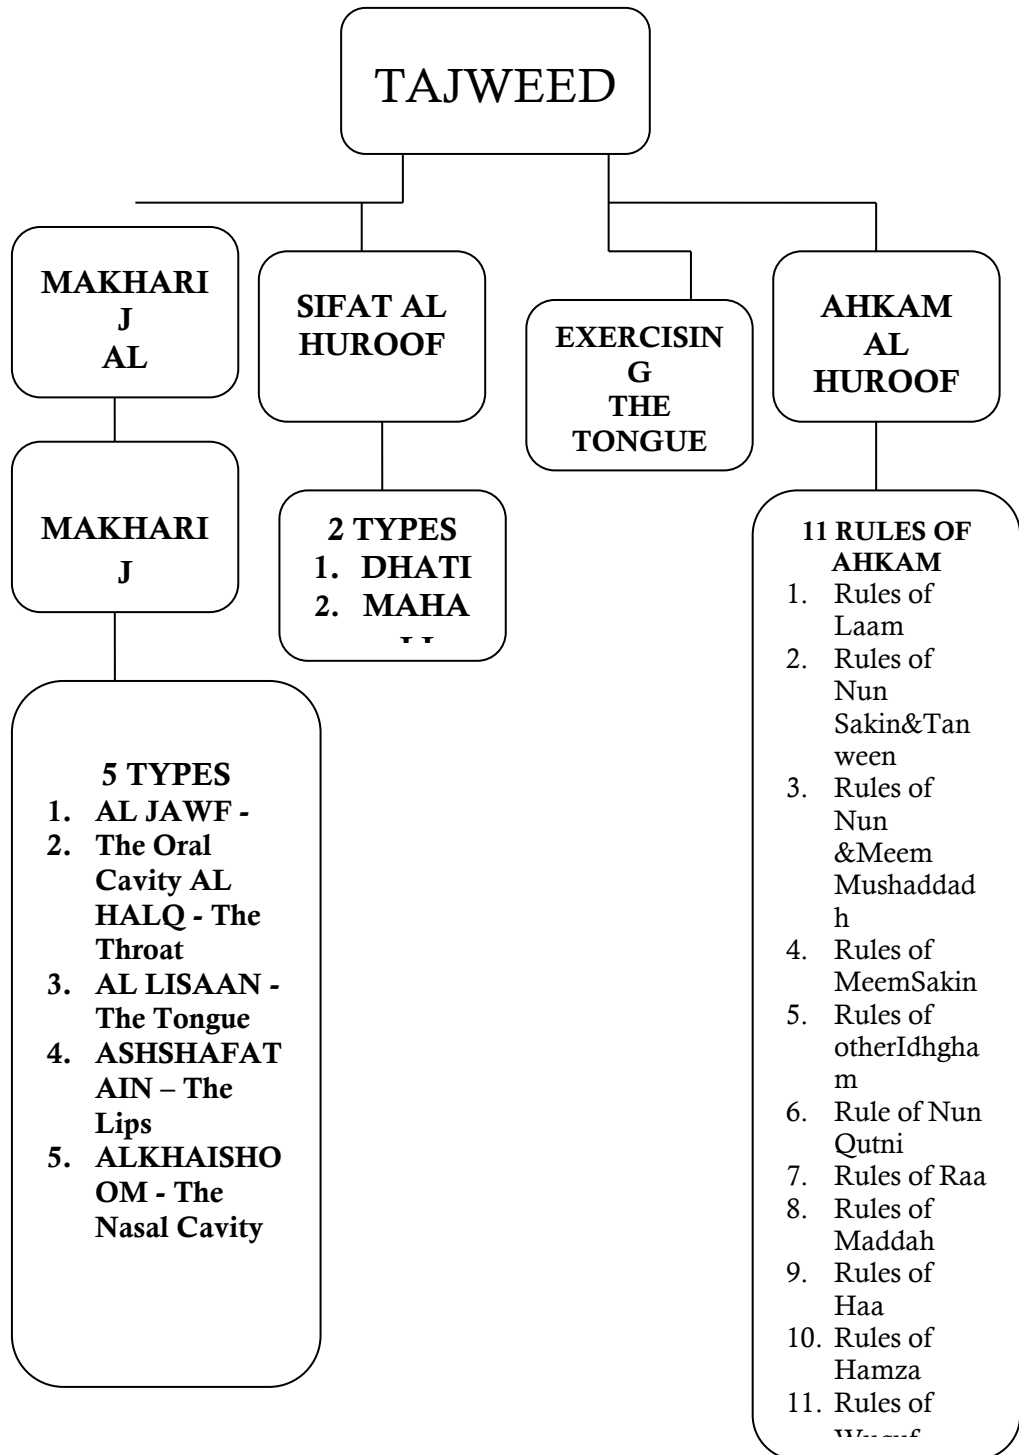 TAJWEED
MAKHARI
J
AL
SIFAT AL
HUROOF
EXERCISIN
G
THE
TONGUE
AHKAM
AL
HUROOF
MAKHARI
J
2 TYPES
1. DHATI
2. MAHA
5 TYPES
1. AL JAWF -
2. The Oral
Cavity AL
HALQ - The
Throat
3. AL LISAAN -
The Tongue
4. ASHSHAFAT
AIN – The
Lips
5. ALKHAISHO
OM - The
Nasal Cavity
11 RULES OF
AHKAM
1. Rules of
Laam
2. Rules of
Nun
Sakin&Tan
ween
3. Rules of
Nun
&Meem
Mushaddad
h
4. Rules of
MeemSakin
5. Rules of
otherIdhgha
m
6. Rule of Nun
Qutni
7. Rules of Raa
8. Rules of
Maddah
9. Rules of
Haa
10. Rules of
Hamza
11. Rules of